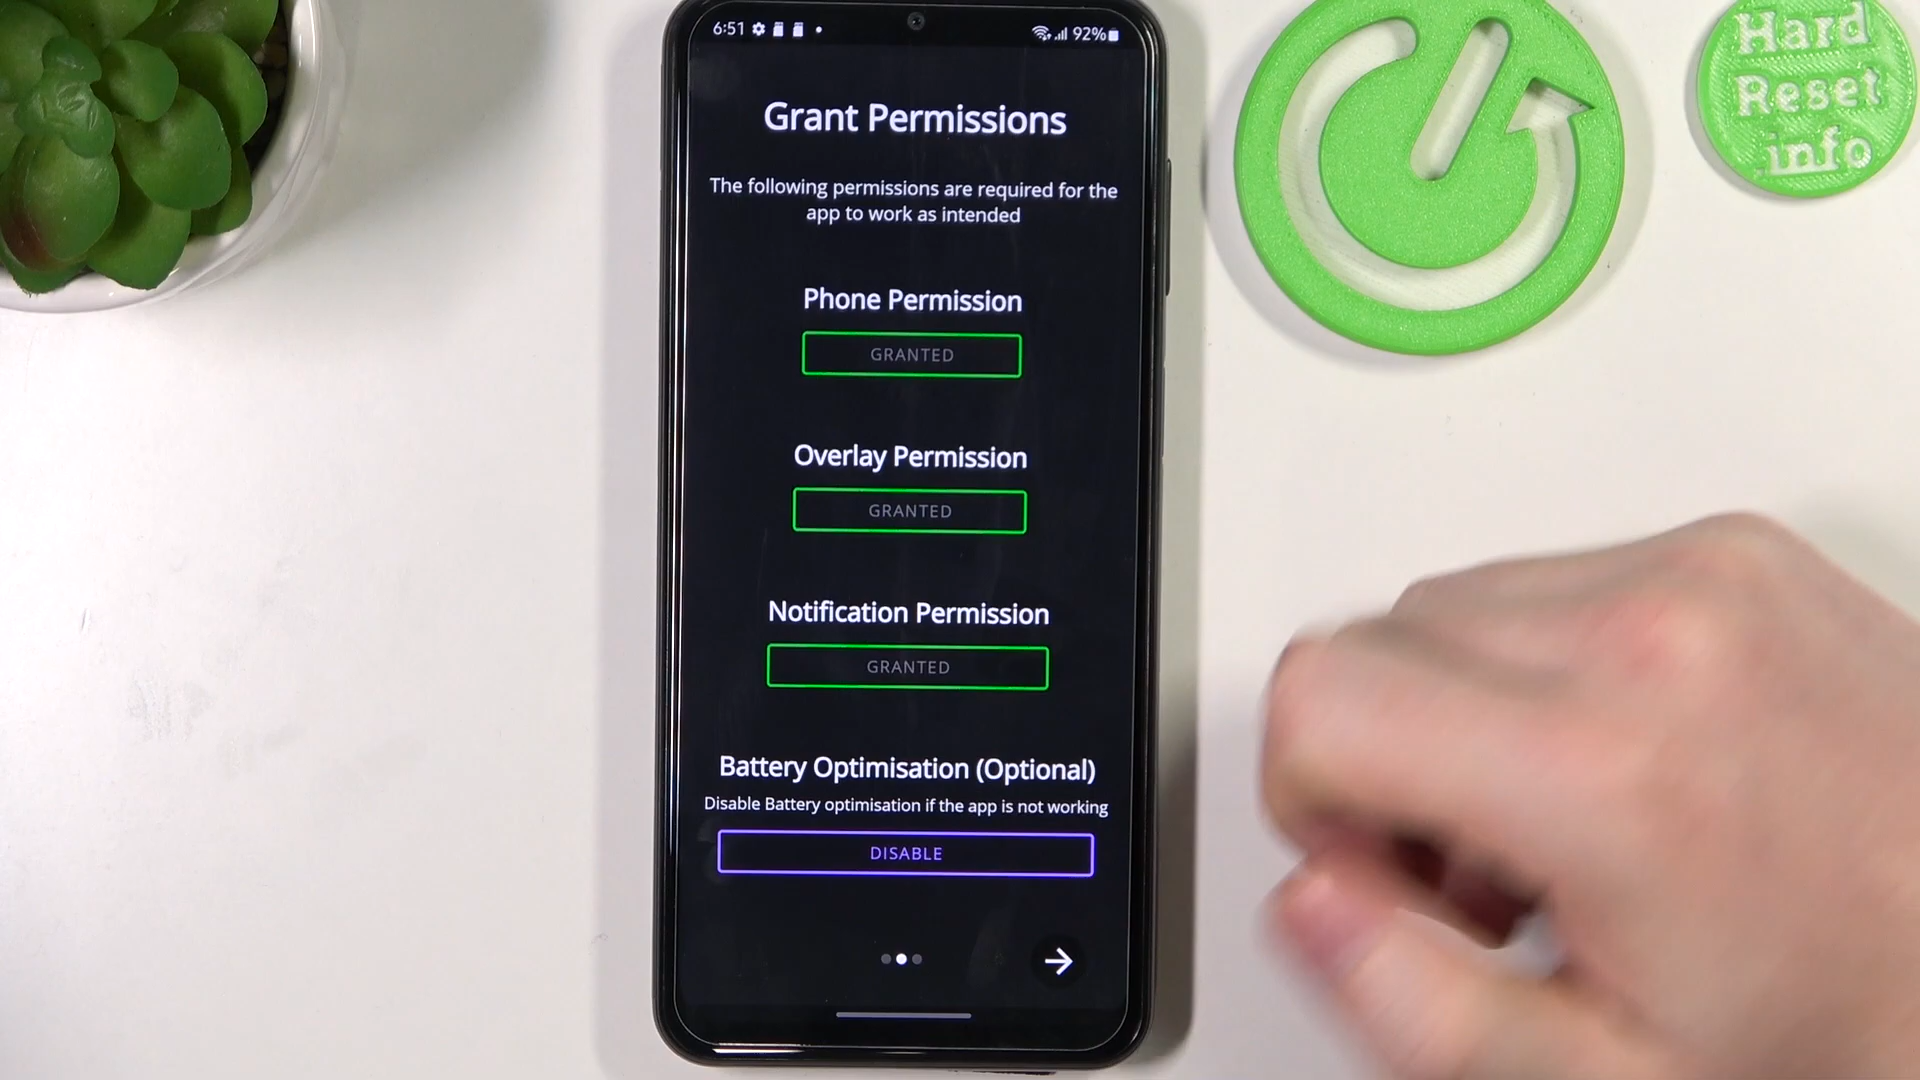 6:51
92%
Grant Permissions
The following permissions are required for the
app to work as intended
Phone Permission
GRANTED
Overlay Permission
GRANTED
Notification Permission
GRANTED
Battery Optimisation (Optional)
Disable Battery optimisation if the app is not working
DISABLE
Hard
Reset
.info